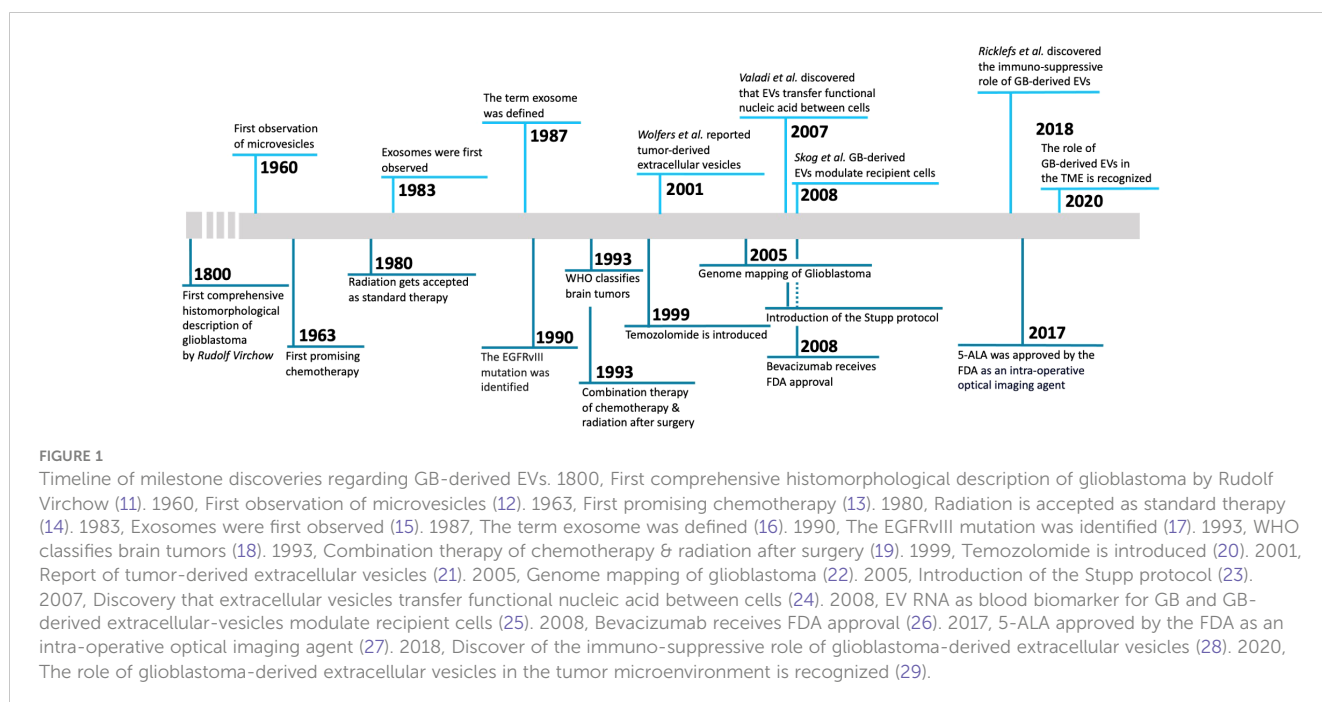 Ricklefs et al. discovered
the immuno-suppressive
role of GB-derived EVs
Valadi et al. discovered
that EVs transfer functional
nucleic acid between cells
The term exosome
was defined
First observation
of microvesicles
1960
Exosomes were first
observed
1983
1987
Wolfers et al. reported
tumor-derived
extracellular vesicles
2001
2007
Skog et al. GB-derived
EVs modulate recipient cells
2008
2018
The role of
GB-derived EVs in
the TME is recognized
2020
1800
First comprehensive
histomorphological
description of
glioblastoma
by Rudolf Virchow
1963
First promising
chemotherapy
1980
Radiation gets accepted
as standard therapy
1990
The EGFRvIII
mutation was
identified
1993
WHO classifies
brain tumors
1993
Combination therapy
of chemotherapy &
radiation after surgery
1999
Temozolomide is introduced
2005
Genome mapping of Glioblastoma
Introduction of the Stupp protocol
2008
Bevacizumab receives
FDA approval
2017
5-ALA was approved by the
FDA as an intra-operative
optical imaging agent
FIGURE 1
Timeline of milestone discoveries regarding GB-derived EVs. 1800, First comprehensive histomorphological description of glioblastoma by Rudolf
Virchow (11). 1960, First observation of microvesicles (12). 1963, First promising chemotherapy (13). 1980, Radiation is accepted as standard therapy
(14). 1983, Exosomes were first observed (15). 1987, The term exosome was defined (16). 1990, The EGFRvIII mutation was identified (17). 1993, WHO
classifies brain tumors (18). 1993, Combination therapy of chemotherapy & radiation after surgery (19). 1999, Temozolomide is introduced (20). 2001,
Report of tumor-derived extracellular vesicles (21). 2005, Genome mapping of glioblastoma (22). 2005, Introduction of the Stupp protocol (23).
2007, Discovery that extracellular vesicles transfer functional nucleic acid between cells (24). 2008, EV RNA as blood biomarker for GB and GB-
derived extracellular-vesicles modulate recipient cells (25). 2008, Bevacizumab receives FDA approval (26). 2017, 5-ALA approved by the FDA as an
intra-operative optical imaging agent (27). 2018, Discover of the immuno-suppressive role of glioblastoma-derived extracellular vesicles (28). 2020,
The role of glioblastoma-derived extracellular vesicles in the tumor microenvironment is recognized (29).